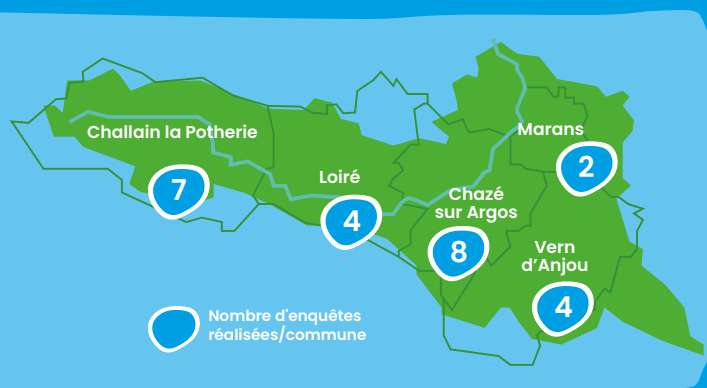 Challain la Potherie
7
Loiré
4
Chazé
sur Argos
8
Marans
2
Vern
d'Anjou
4
Nombre d'enquêtes
réalisées/commune